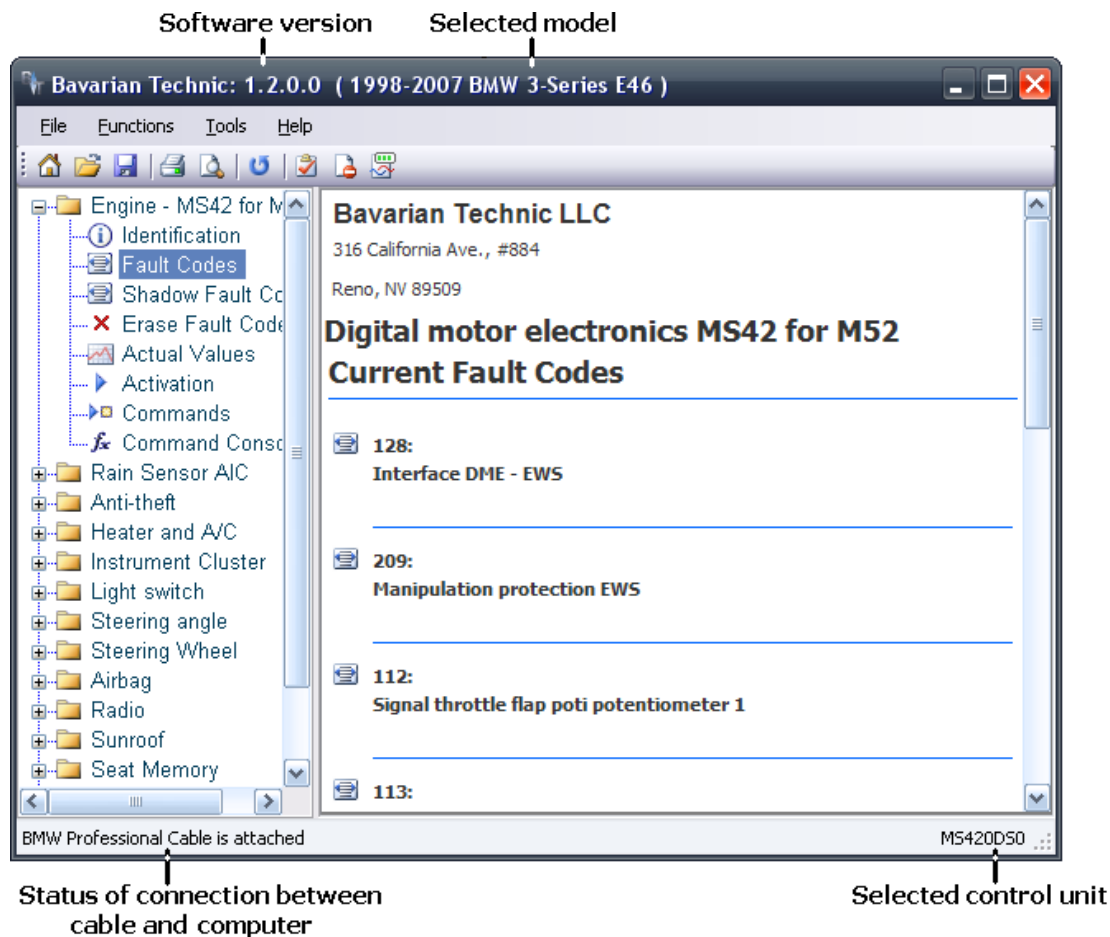 Software version
Selected model
Bavarian Technic: 1.2.0.0 ( 1998-2007 BMW 3-Series E46 )
File Functions Tools Help
Engine - MS42 for M
Identification
Fault Codes
Shadow Fault Co
Erase Fault Code
Actual Values
Activation
Commands
fx Command Conso
Rain Sensor AIC
Anti-theft
Heater and A/C
Instrument Cluster
Light switch
Steering angle
Steering Wheel
Airbag
Radio
Sunroof
Seat Memory
Bavarian Technic LLC
316 California Ave., #884
Reno, NV 89509
Digital motor electronics MS42 for M52
Current Fault Codes
128:
Interface DME - EWS
209:
Manipulation protection EWS
112:
Signal throttle flap poti potentiometer 1
113:
BMW Professional Cable is attached
MS420DS0
Status of connection between
cable and computer
Selected control unit